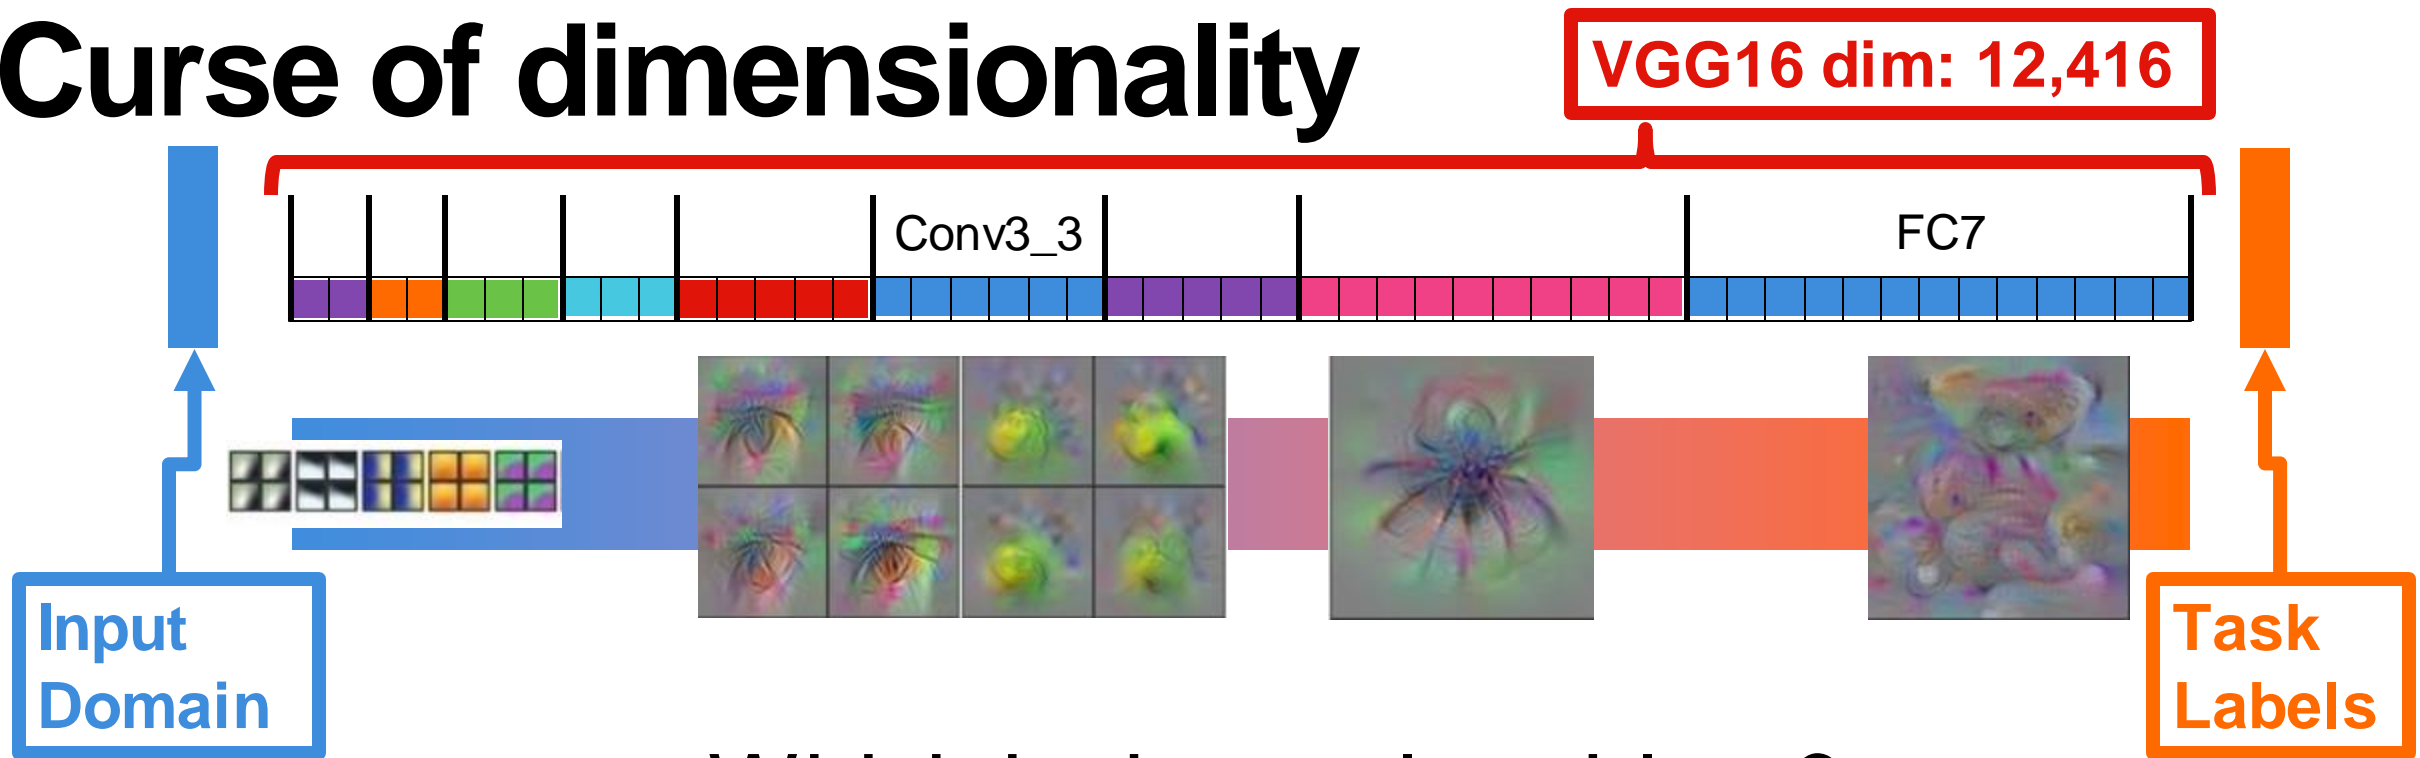 Curse of dimensionality
VGG16 dim: 12,416
Conv3_3
FC7
Input
Domain
Task
Labels